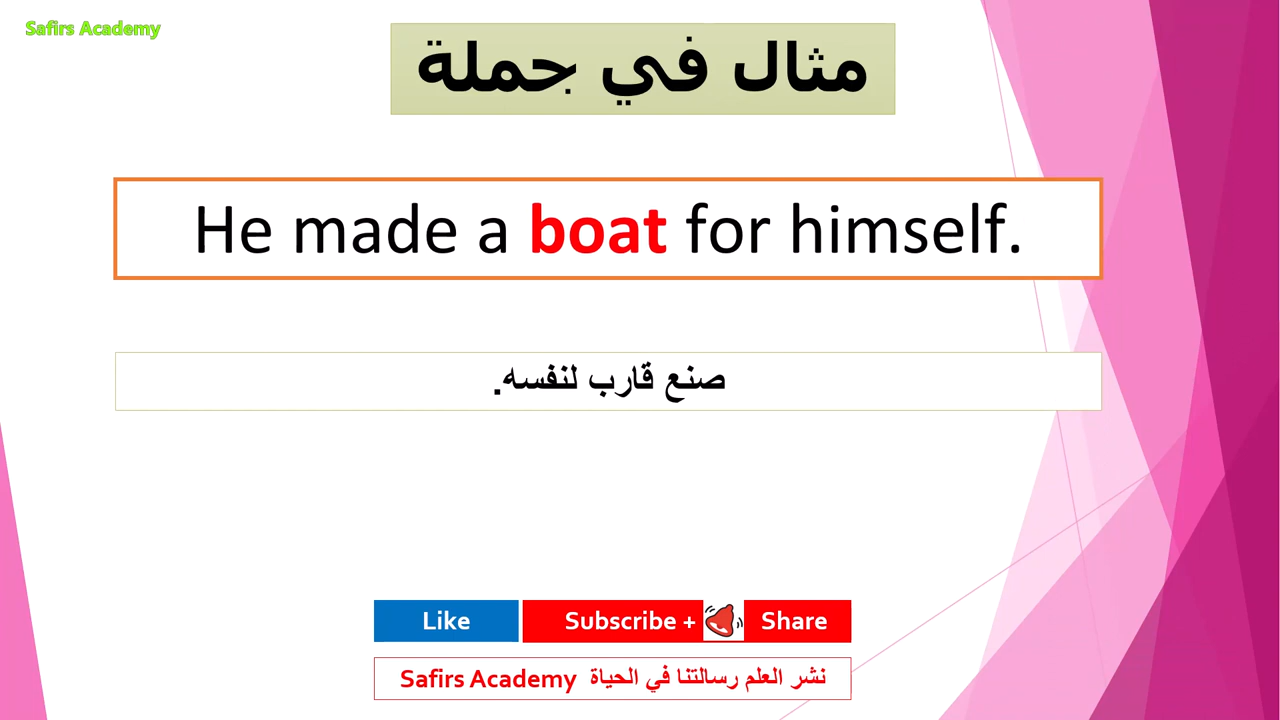 Safirs Academy
مثال في جملة
He made a boat for himself.
صنع قارب لنفسه.
Like Subscribe + Share
نشر العلم رسالتنا في الحياة Safirs Academy